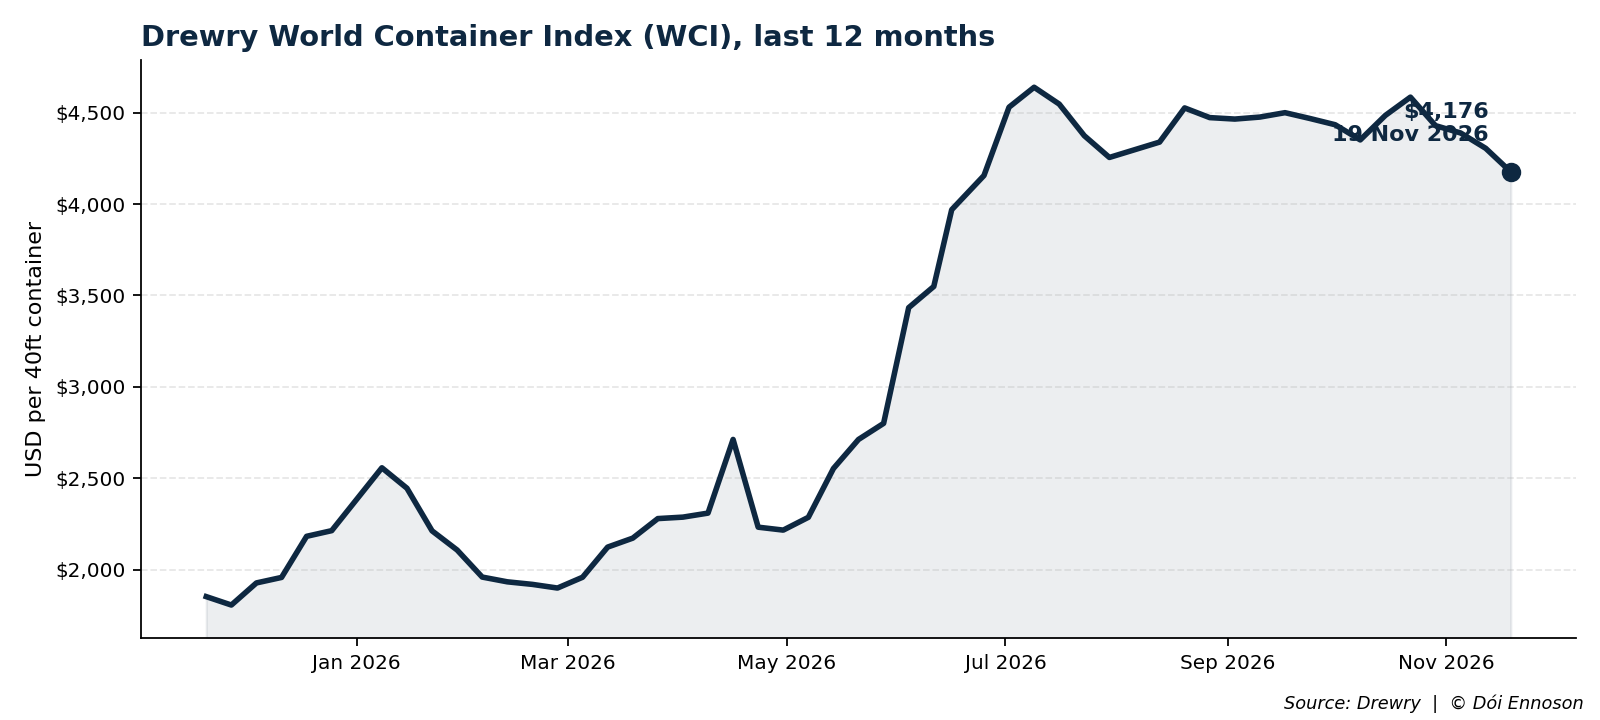 Drewry World Container Index (WCI), last 12 months
USD per 40ft container
$4,500
$4,000
$3,500
$3,000
$2,500
$2,000
$4,176
19 Nov 2026
Jan 2026
Mar 2026
May 2026
Jul 2026
Sep 2026
Nov 2026
Source: Drewry | © Dói Ennoson